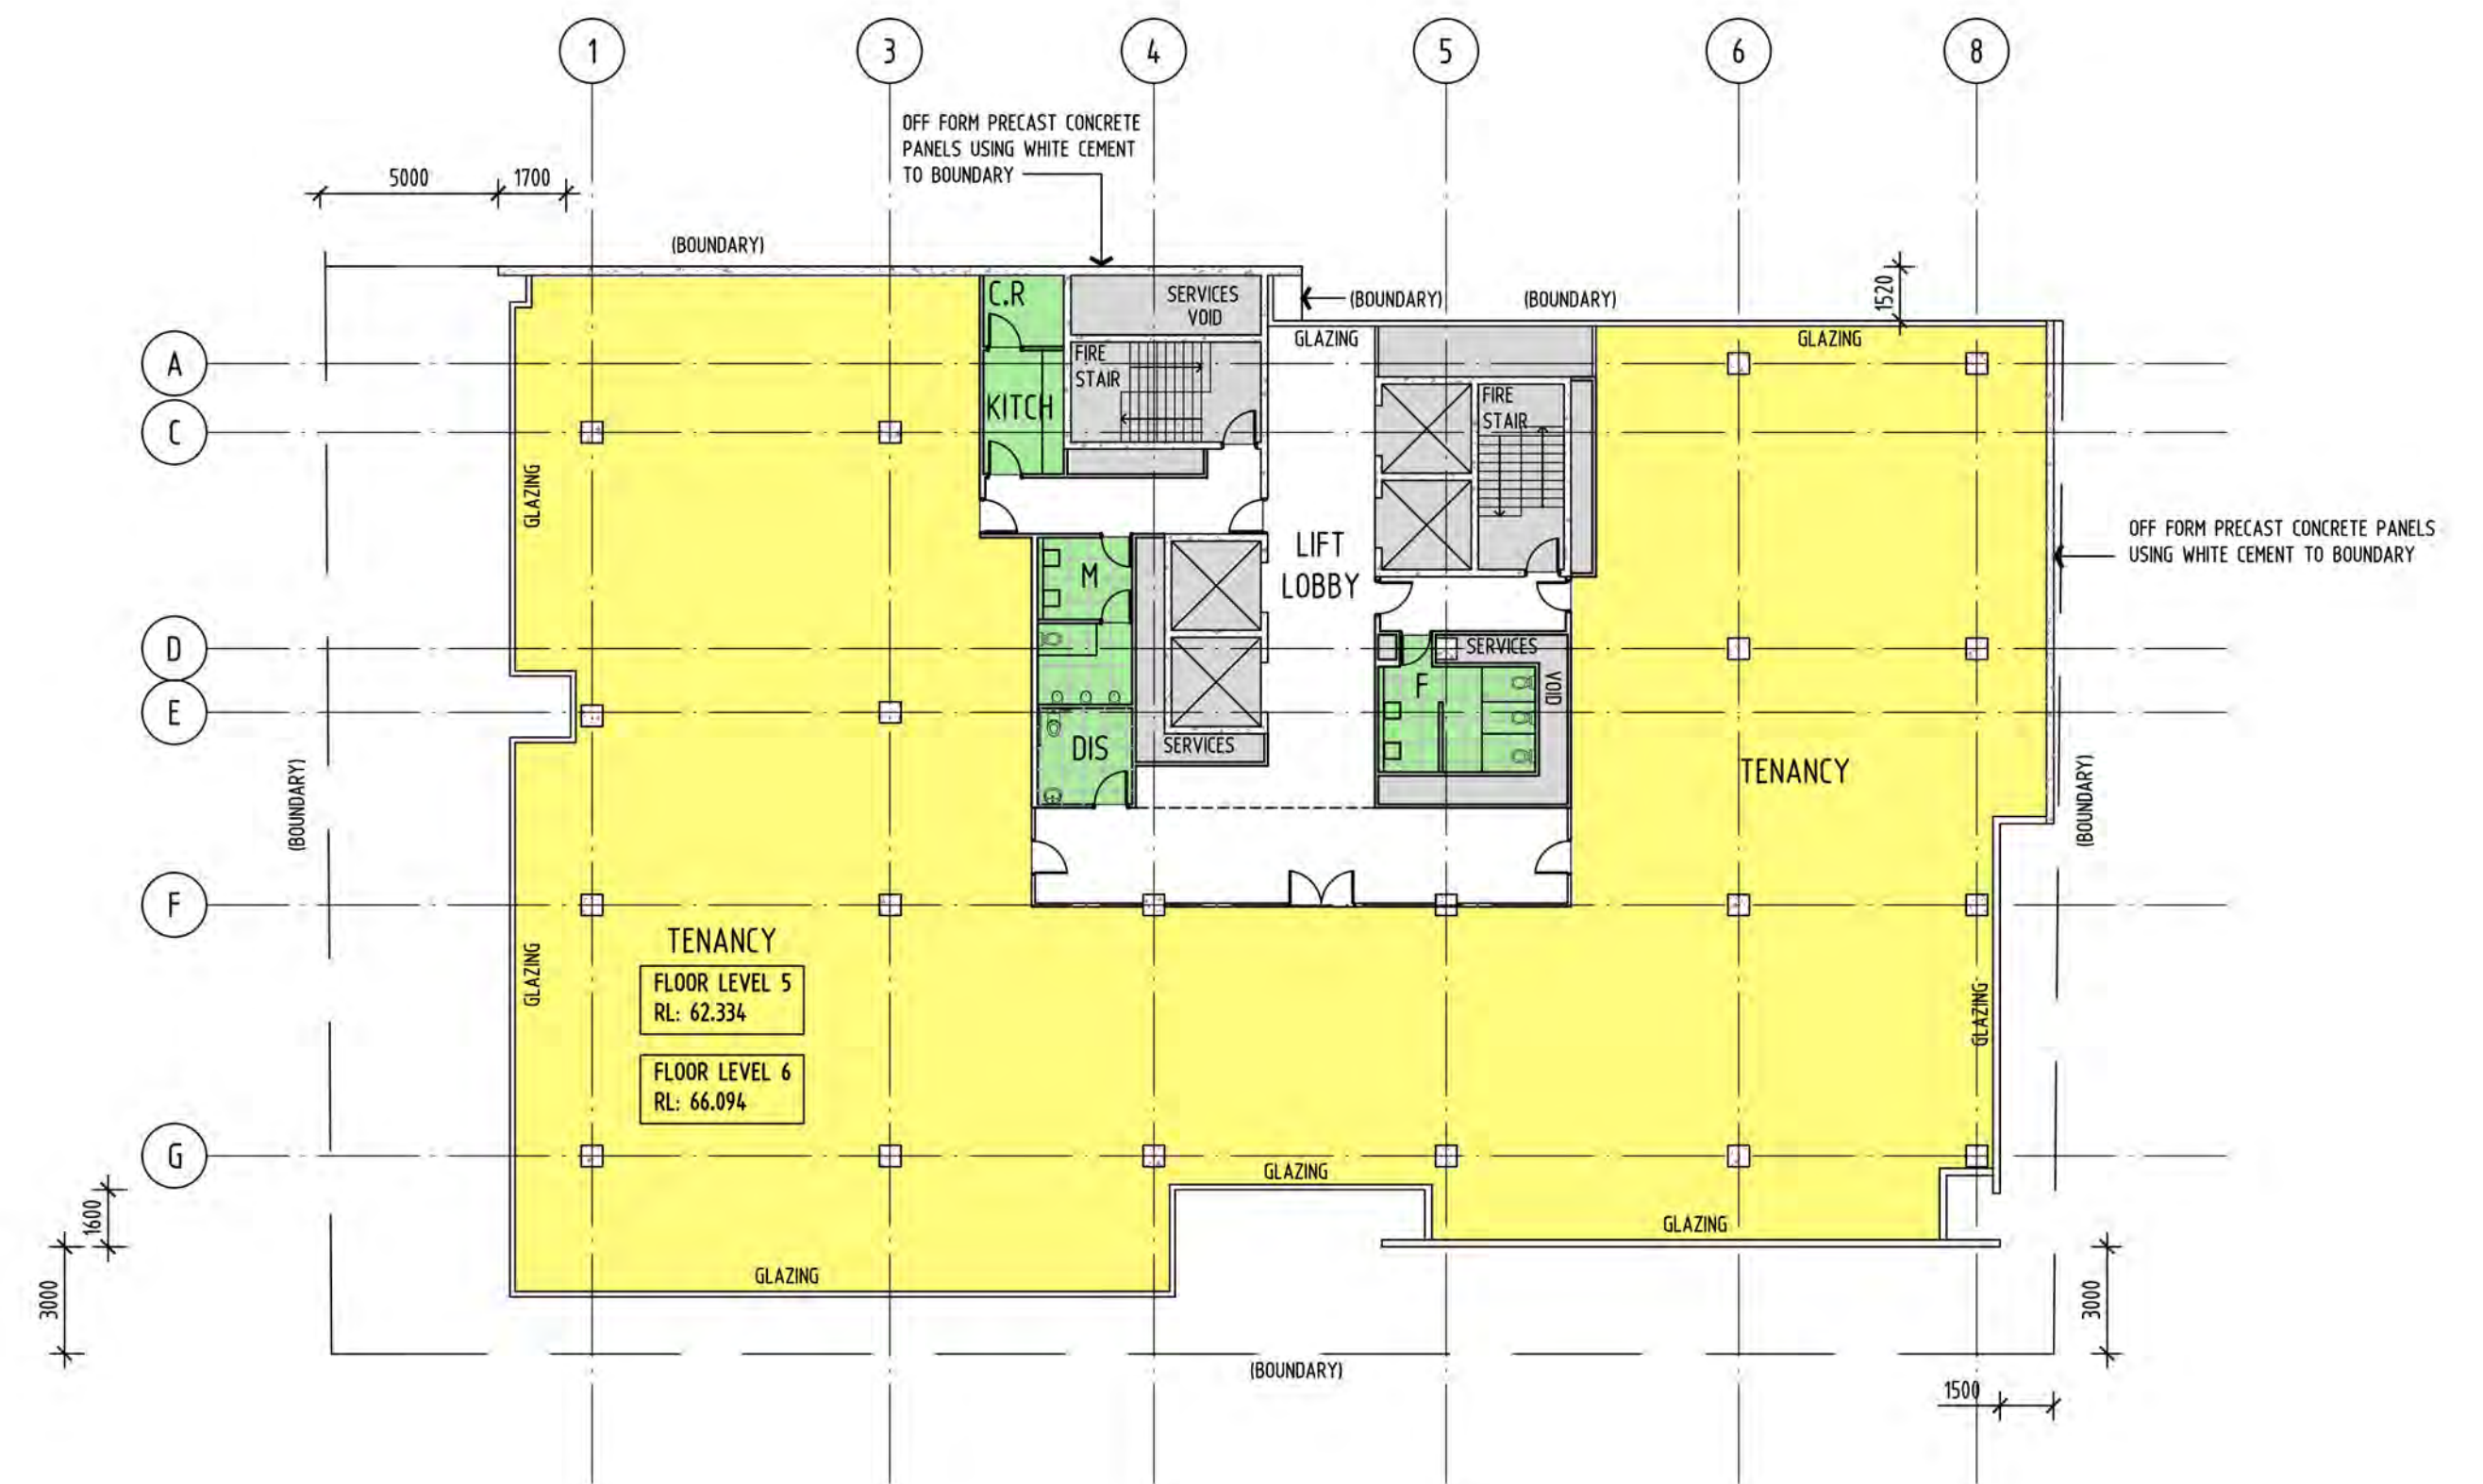 1
3
4
5
6
8
OFF FORM PRECAST CONCRETE
PANELS USING WHITE CEMENT
TO BOUNDARY
5000
1700
(BOUNDARY)
C.R
SERVICES
VOID
(BOUNDARY)
(BOUNDARY)
1520
GLAZING
GLAZING
A
FIRE
STAIR
KITCH
FIRE
STAIR
C
GLAZING
OFF FORM PRECAST CONCRETE PANELS
USING WHITE CEMENT TO BOUNDARY
LIFT
LOBBY
M
D
SERVICES
F
VOID
E
DIS
SERVICES
TENANCY
(BOUNDARY)
(BOUNDARY)
F
TENANCY
GLAZING
FLOOR LEVEL 5
RL: 62.334
GLAZING
FLOOR LEVEL 6
RL: 66.094
G
GLAZING
1600
GLAZING
GLAZING
3000
3000
(BOUNDARY)
1500